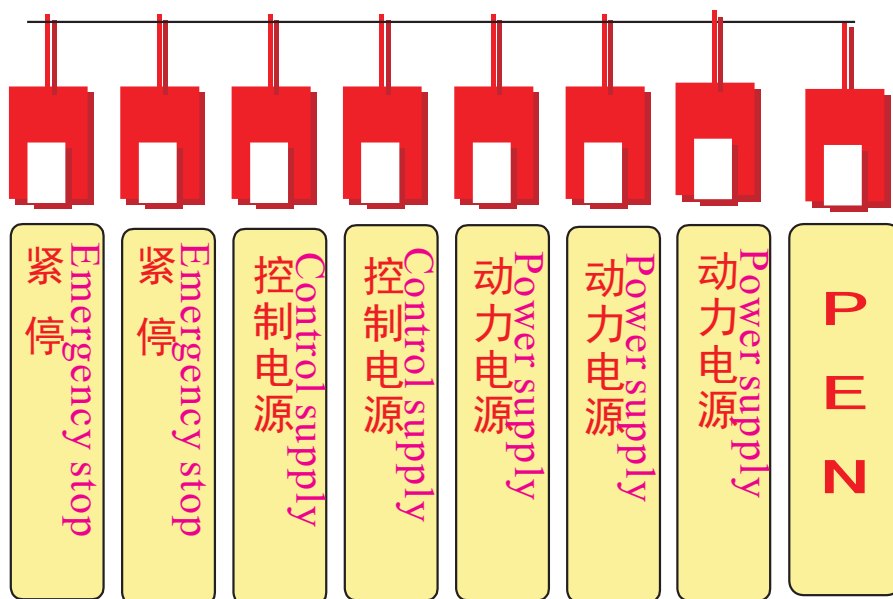 紧停
Emergency stop
紧停
Emergency stop
控制电源
Control supply
控制电源
Control supply
动力电源
Power supply
动力电源
Power supply
动力电源
Power supply
PEN